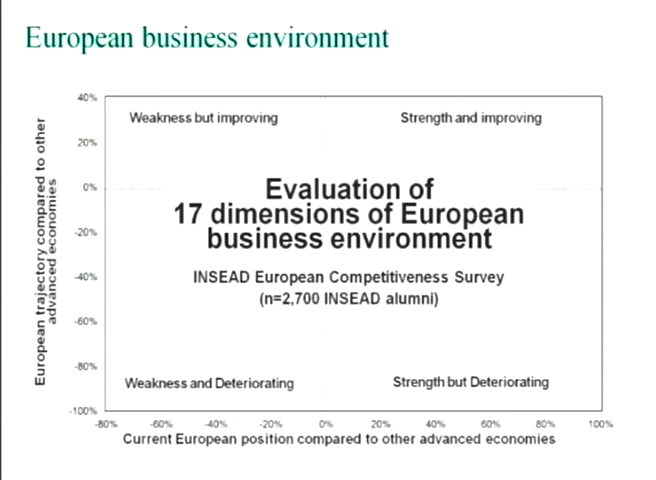 European business environment
40%
Weakness but improving
Strength and improving
20%
0%
Evaluation of
17 dimensions of European
business environment
-20%
-40%
INSEAD European Competitiveness Survey
(n=2,700 INSEAD alumni)
-60%
-80%
Weakness and Deteriorating
Strength but Deteriorating
-100%
European trajectory compared to other
advanced economies
-80%
-60%
-40%
-20%
0%
20%
40%
60%
80%
100%
Current European position compared to other advanced economies